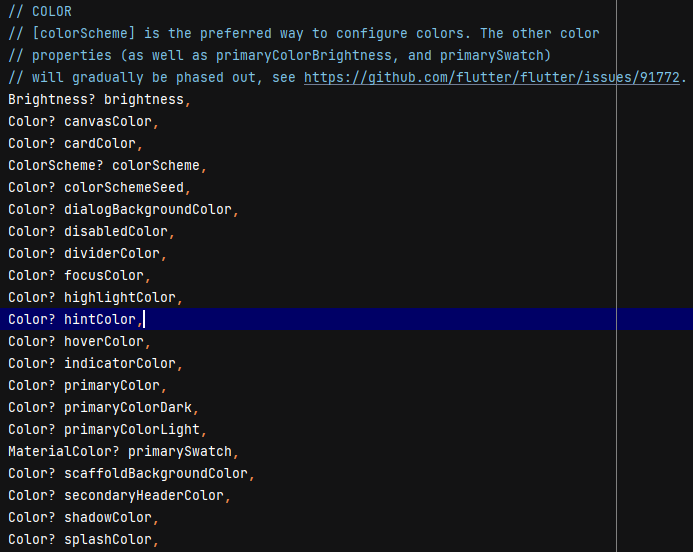 // COLOR
// [colorScheme] is the preferred way to configure colors. The other color
// properties (as well as primaryColorBrightness, and primarySwatch)
// will gradually be phased out, see https://github.com/flutter/flutter/issues/91772.
Brightness? brightness,
Color? canvasColor,
Color? cardColor,
ColorScheme? colorScheme,
Color? colorSchemeSeed,
Color? dialogBackgroundColor,
Color? disabledColor,
Color? dividerColor,
Color? focusColor,
Color? highlightColor,
Color? hintColor,
Color? hoverColor,
Color? indicatorColor,
Color? primaryColor,
Color? primaryColorDark,
Color? primaryColorLight,
MaterialColor? primarySwatch,
Color? scaffoldBackgroundColor,
Color? secondaryHeaderColor,
Color? shadowColor,
Color? splashColor,